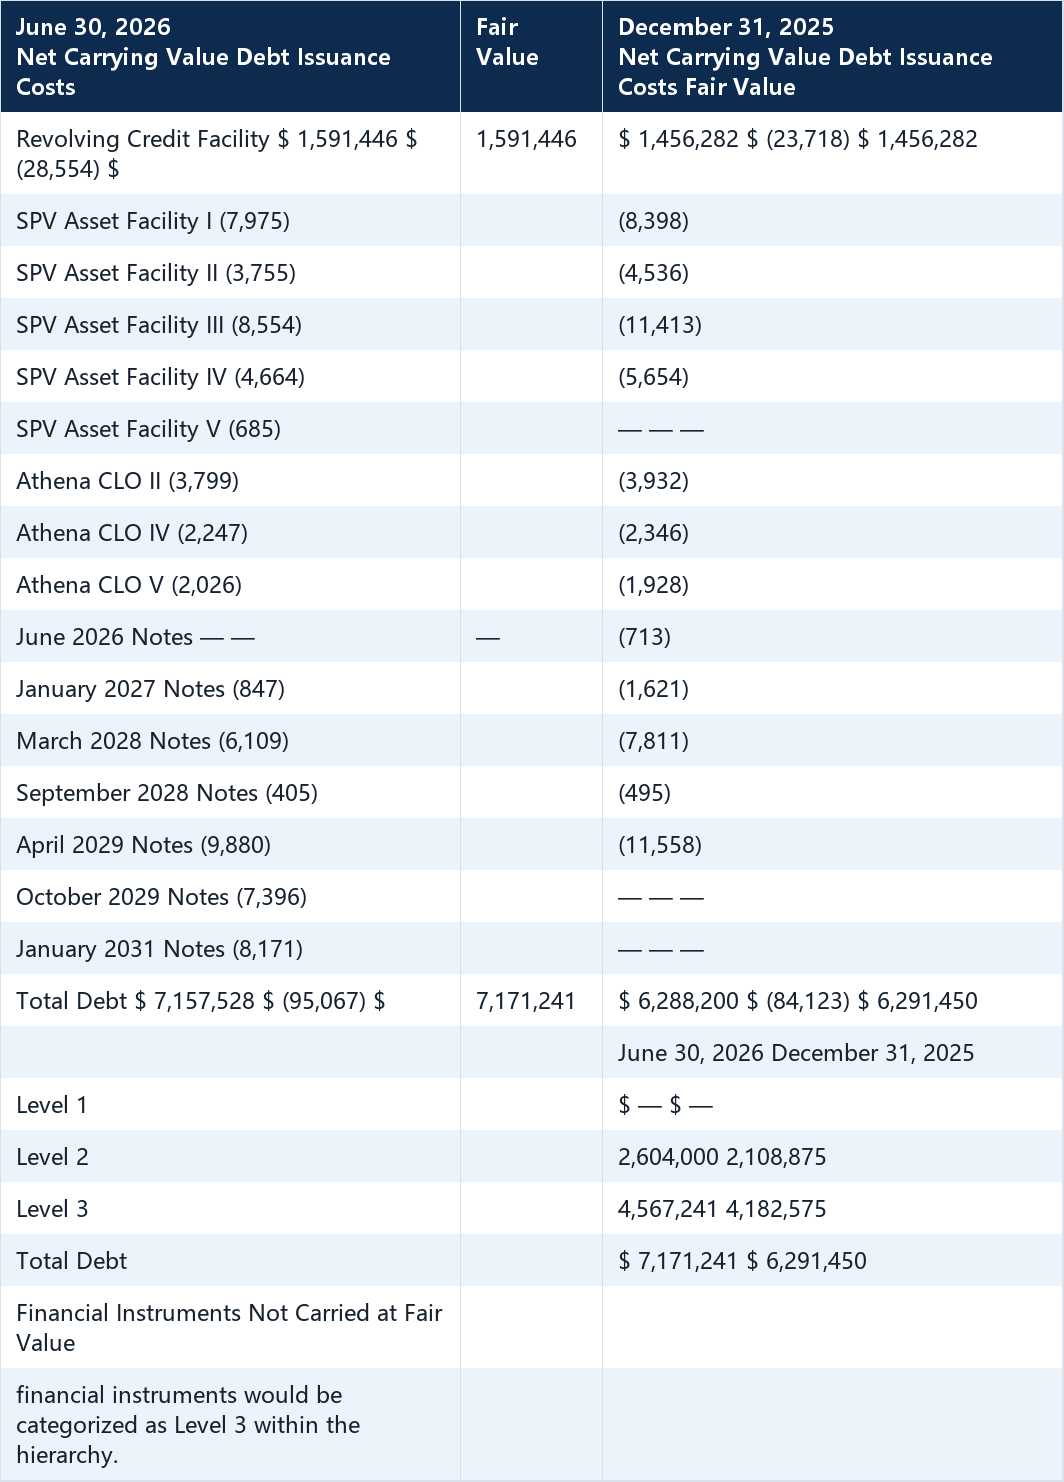 June 30, 2026
Net Carrying Value Debt Issuance
Costs
Fair
Value
December 31, 2025
Net Carrying Value Debt Issuance
Costs Fair Value
Revolving Credit Facility $ 1,591,446 $
(28,554) $
1,591,446
$ 1,456,282 $ (23,718) $ 1,456,282
SPV Asset Facility I (7,975)
(8,398)
SPV Asset Facility II (3,755)
(4,536)
SPV Asset Facility III (8,554)
(11,413)
SPV Asset Facility IV (4,664)
(5,654)
SPV Asset Facility V (685)
— — —
Athena CLO II (3,799)
(3,932)
Athena CLO IV (2,247)
(2,346)
Athena CLO V (2,026)
(1,928)
June 2026 Notes — —
—
(713)
January 2027 Notes (847)
(1,621)
March 2028 Notes (6,109)
(7,811)
September 2028 Notes (405)
(495)
April 2029 Notes (9,880)
(11,558)
October 2029 Notes (7,396)
— — —
January 2031 Notes (8,171)
— — —
Total Debt $ 7,157,528 $ (95,067) $
7,171,241
$ 6,288,200 $ (84,123) $ 6,291,450
June 30, 2026 December 31, 2025
Level 1
$ — $ —
Level 2
2,604,000 2,108,875
Level 3
4,567,241 4,182,575
Total Debt
$ 7,171,241 $ 6,291,450
Financial Instruments Not Carried at Fair
Value
financial instruments would be
categorized as Level 3 within the
hierarchy.